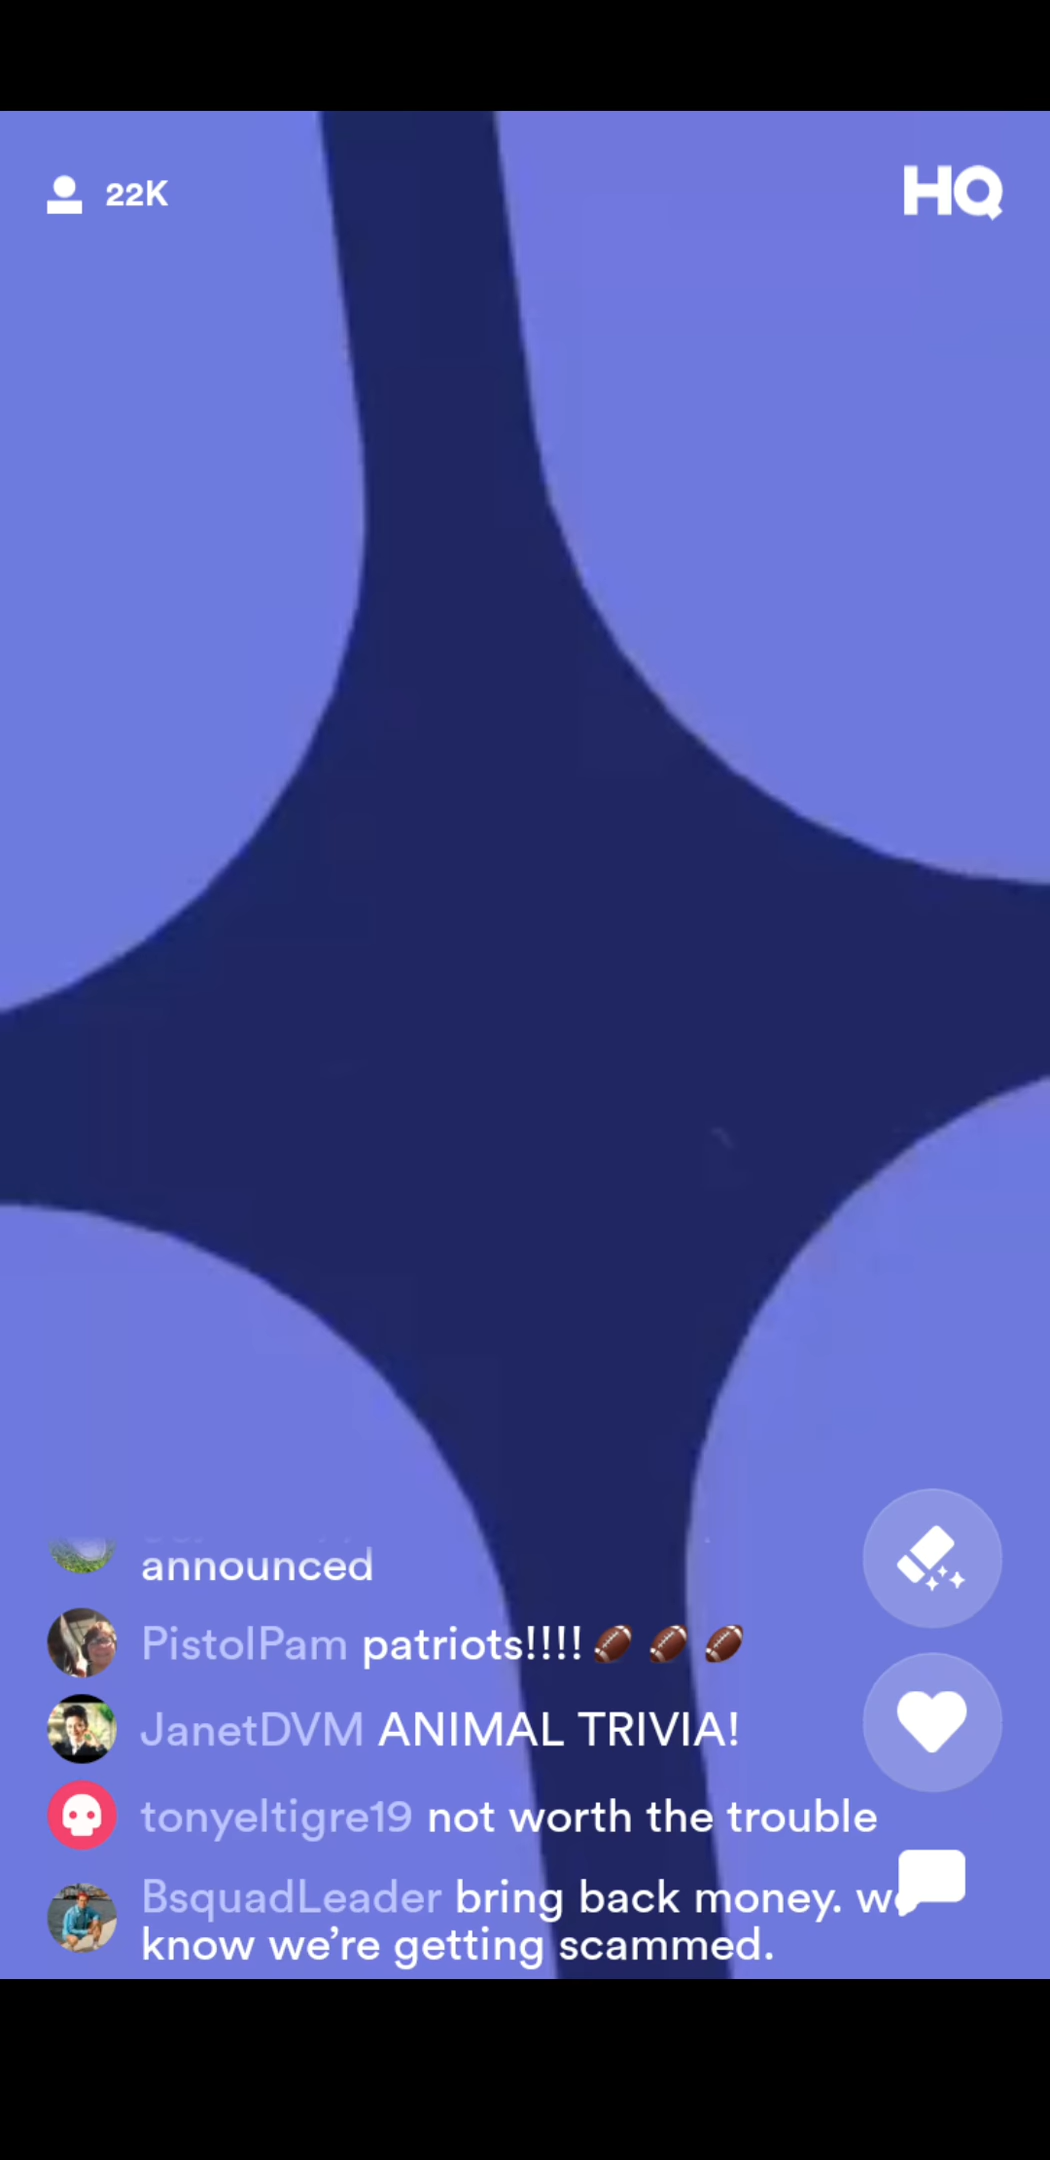 22K
HQ
announced
PistolPam patriots!!!!🏈 🏈 🏈
JanetDVM ANIMAL TRIVIA!
tonyeltigre19 not worth the trouble
BsquadLeader bring back money. we
know we’re getting scammed.